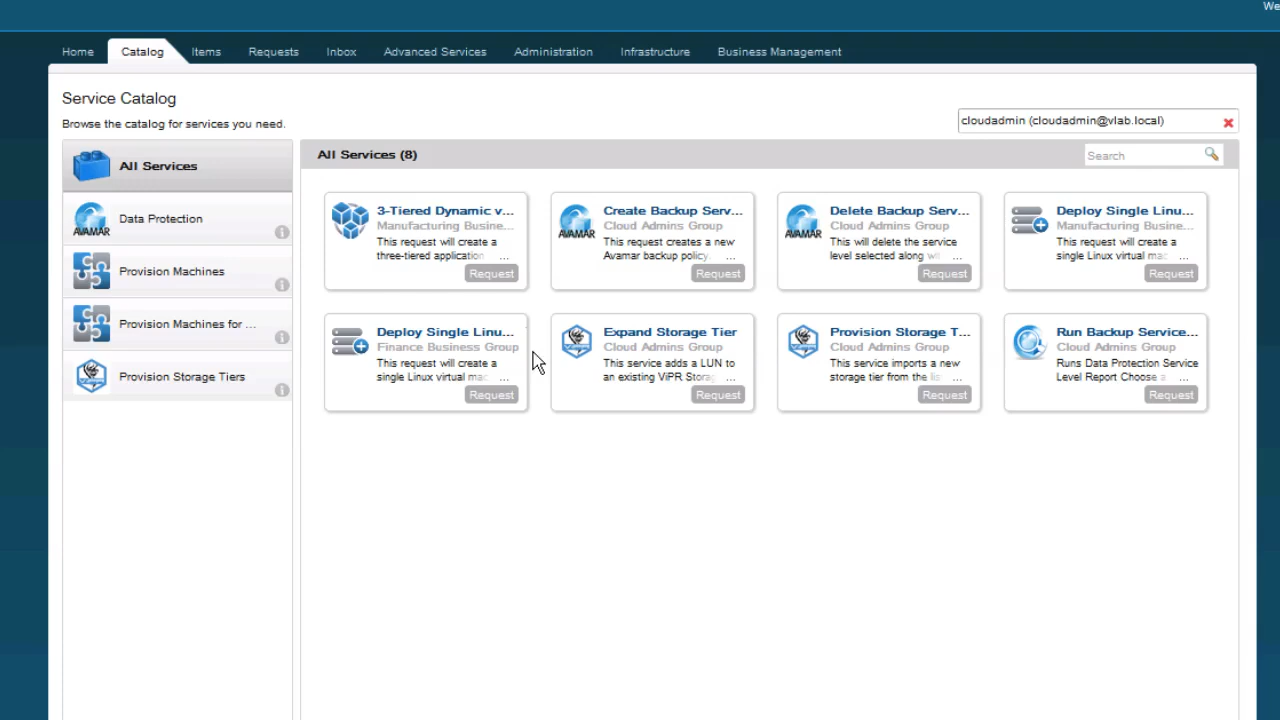 We
Home Catalog Items Requests Inbox Advanced Services Administration Infrastructure Business Management
Service Catalog
Browse the catalog for services you need.
cloudadmin (cloudadmin@vlab.local)
All Services
AVAMAR
Data Protection
Provision Machines
Provision Machines for ...
Provision Storage Tiers
All Services (8)
Search
3-Tiered Dynamic v...
Manufacturing Busine...
This request will create a
three-tiered application ...
Request
AVAMAR
Create Backup Serv...
Cloud Admins Group
This request creates a new
Avamar backup policy. ...
Request
AVAMAR
Delete Backup Serv...
Cloud Admins Group
This will delete the service
level selected along wi ...
Request
Deploy Single Linu...
Manufacturing Busine...
This request will create a
single Linux virtual mac ...
Request
Deploy Single Linu...
Finance Business Group
This request will create a
single Linux virtual mac ...
Request
Expand Storage Tier
Cloud Admins Group
This service adds a LUN to
an existing ViPR Storag ...
Request
Provision Storage T...
Cloud Admins Group
This service imports a new
storage tier from the lis ...
Request
Run Backup Service...
Cloud Admins Group
Runs Data Protection Service
Level Report Choose a ...
Request